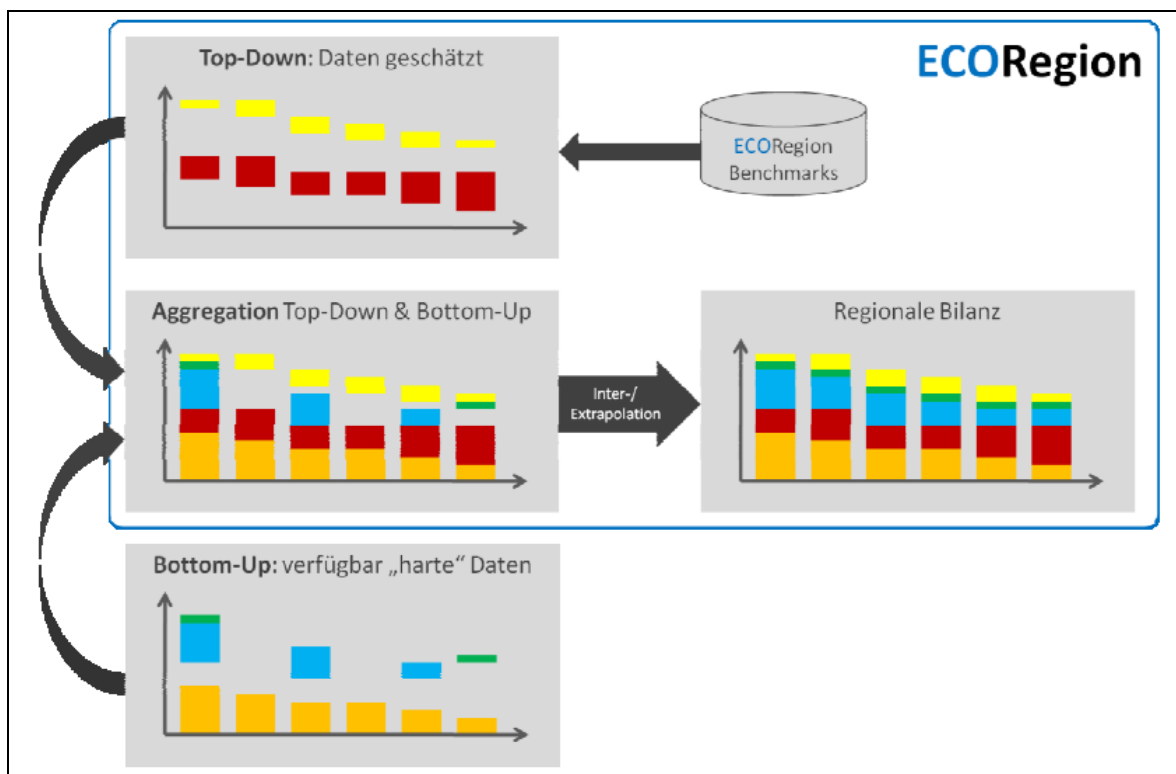 Top-Down: Daten geschätzt
ECORegion
ECORegion
Benchmarks
Aggregation Top-Down & Bottom-Up
Regionale Bilanz
Inter-/
Extrapolation
Bottom-Up: verfügbar „harte“ Daten